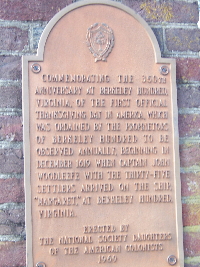 COMMEMORATING THE 350TH
ANNIVERSARY AT BERKELEY HUNDRED
VIRGINIA, OF THE FIRST OFFICIAL
THANKSGIVING DAY IN AMERICA, WHICH
WAS ORDAINED BY THE PROPRIETORS
OF BERKELEY HUNDRED TO BE
OBSERVED ANNUALLY, BEGINNING IN
DECEMBER 1619 WHEN CAPTAIN JOHN
WOODLEEFE WITH THE THIRTY-FIVE
SETTLERS ARRIVED ON THE SHIP
"MARGARET" AT BERKELEY HUNDRED
VIRGINIA.
ERECTED BY
THE NATIONAL SOCIETY DAUGHTERS
OF THE AMERICAN COLONISTS
1969